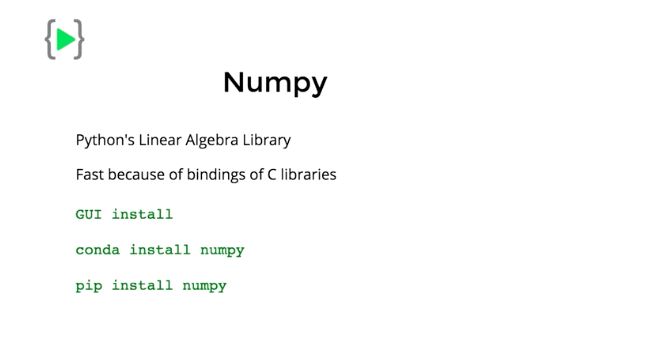 Numpy
Python's Linear Algebra Library
Fast because of bindings of C libraries
GUI install
conda install numpy
pip install numpy